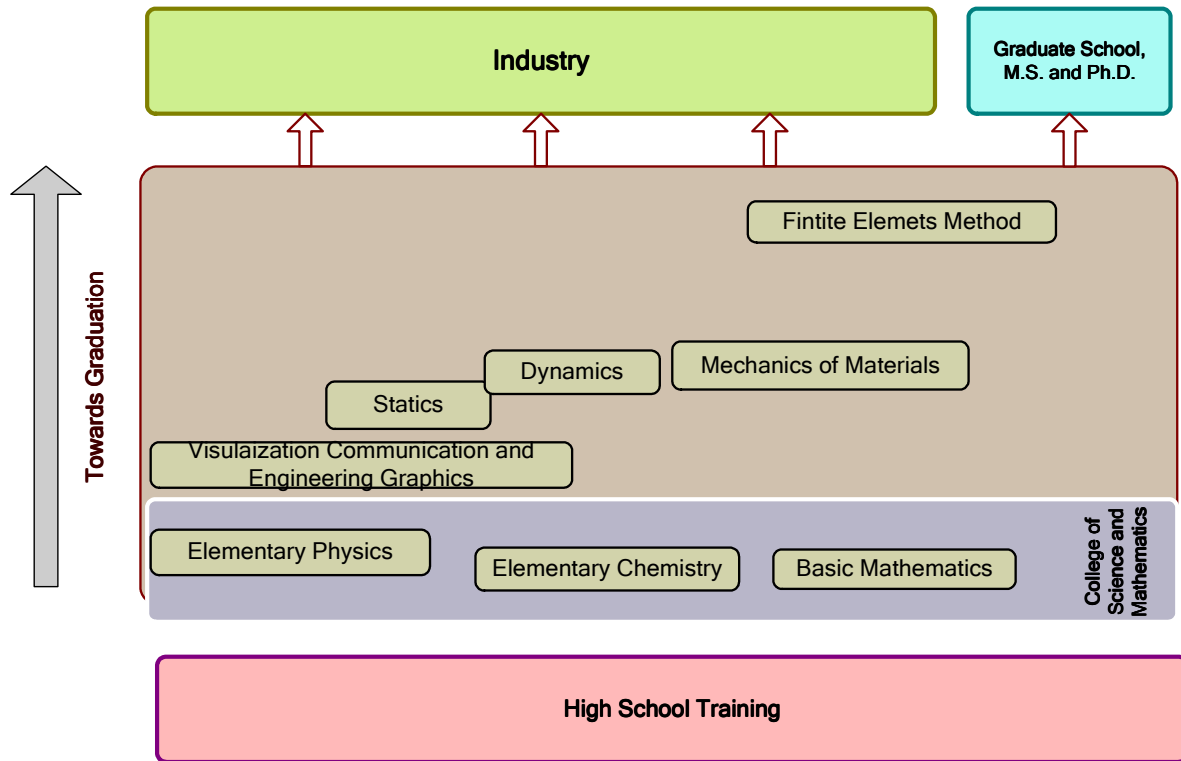 Industry
Graduate School,
M.S. and Ph.D.
Towards Graduation
Fintite Elemets Method
Mechanics of Materials
Dynamics
Statics
Visulaization Communication and
Engineering Graphics
Elementary Physics
Elementary Chemistry
Basic Mathematics
College of
Science and
Mathematics
High School Training